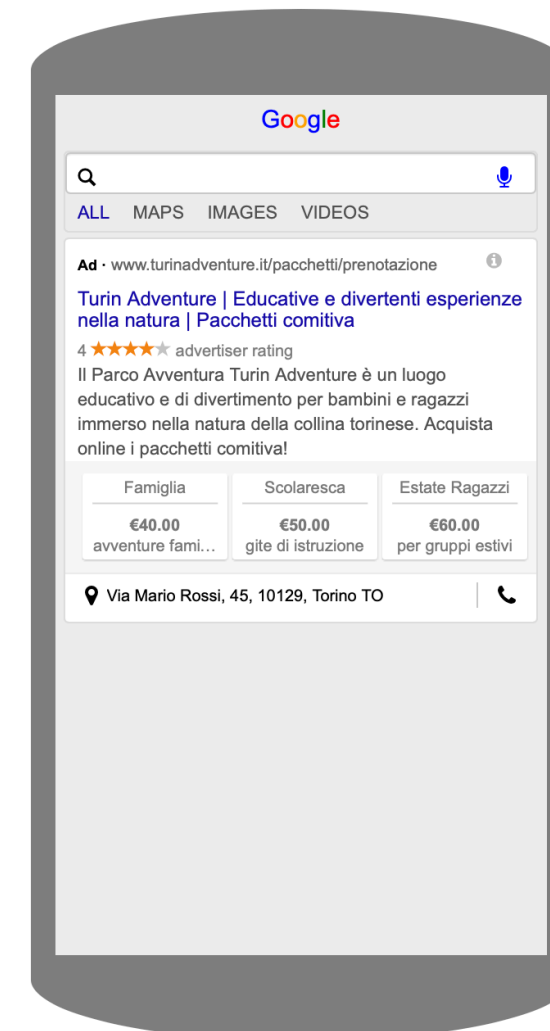 Google
ALL MAPS IMAGES VIDEOS
Ad · www.turinadventure.it/pacchetti/prenotazione
Turin Adventure | Educative e divertenti esperienze
nella natura | Pacchetti comitiva
4 advertiser rating
Il Parco Avventura Turin Adventure è un luogo
educativo e di divertimento per bambini e ragazzi
immerso nella natura della collina torinese. Acquista
online i pacchetti comitiva!
Famiglia Scolaresca Estate Ragazzi
€40.00 €50.00 €60.00
avventure fami... gite di istruzione per gruppi estivi
Via Mario Rossi, 45, 10129, Torino TO